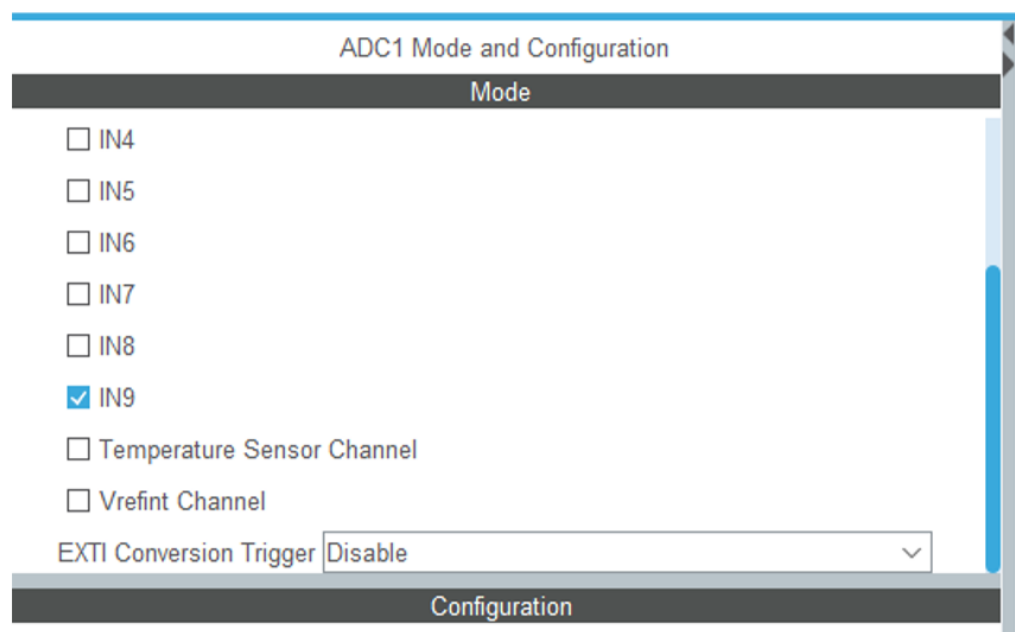 ADC1 Mode and Configuration
Mode
IN4
IN5
IN6
IN7
IN8
IN9
Temperature Sensor Channel
Vrefint Channel
EXTI Conversion Trigger Disable
Configuration